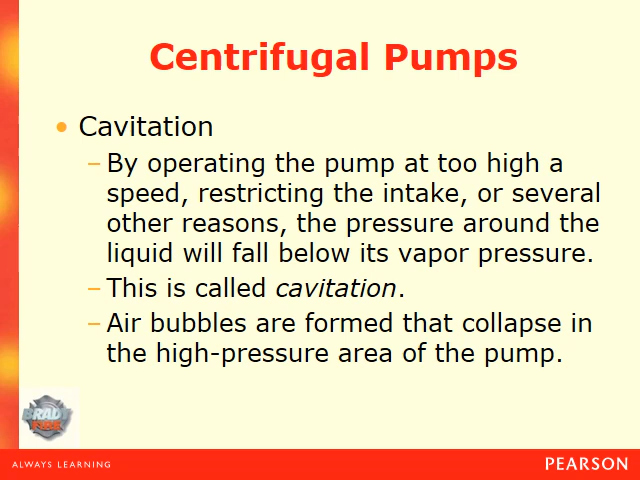 Centrifugal Pumps
• Cavitation
– By operating the pump at too high a
speed, restricting the intake, or several
other reasons, the pressure around the
liquid will fall below its vapor pressure.
– This is called cavitation.
– Air bubbles are formed that collapse in
the high-pressure area of the pump.
BRADY
FIRE
ALWAYS LEARNING
PEARSON